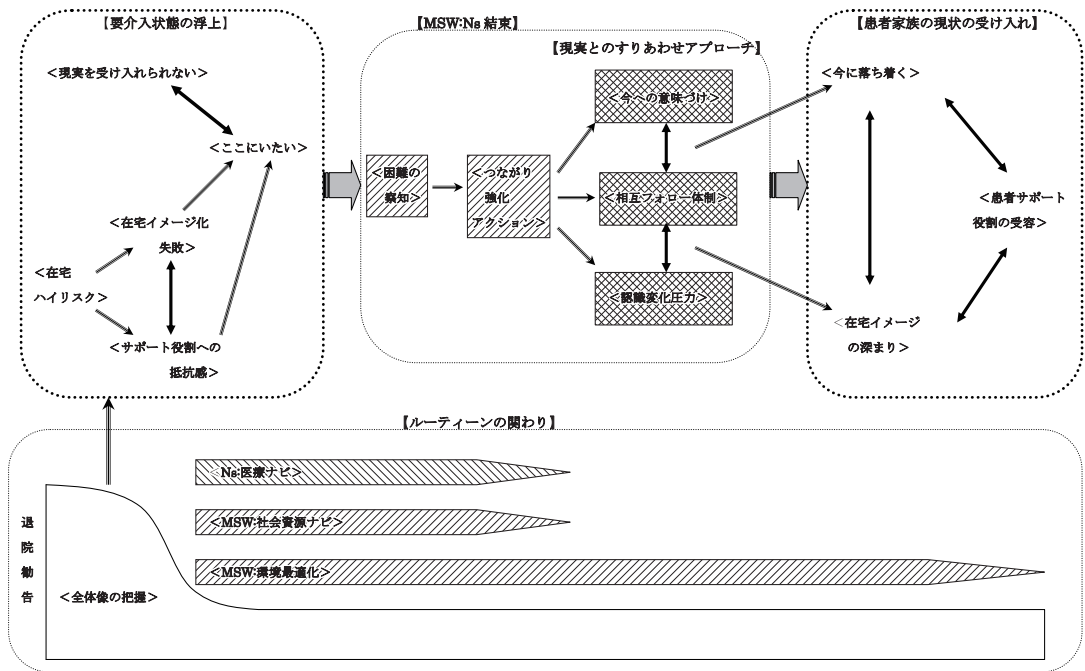 【要介入状態の浮上】
＜現実を受け入れられない＞
＜ここにいたい＞
＜在宅イメージ化
失敗＞
＜在宅
ハイリスク＞
＜サポート役割への
抵抗感＞
【MSW:Ns 結束】
【現実とのすりあわせアプローチ】
＜困難の
察知＞
＜つながり
強化
アクション＞
＜今への意味づけ＞
＜相互フォロー体制＞
＜認識変化圧力＞
【患者家族の現状の受け入れ】
＜今に落ち着く＞
＜患者サポート
役割の受容＞
＜在宅イメージ
の深まり＞
【ルーティーンの関わり】
＜Ns:医療ナビ＞
＜MSW:社会資源ナビ＞
＜MSW:環境最適化＞
退
院
勧
告
＜全体像の把握＞